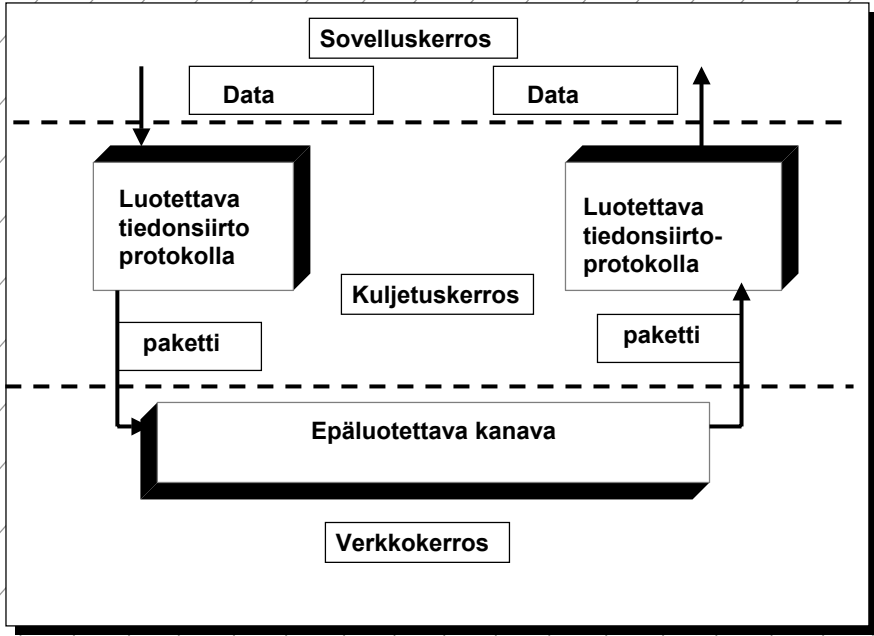 Sovelluskerros
Data
Data
Luotettava
tiedonsiirto
protokolla
Luotettava
tiedonsiirto-
protokolla
Kuljetuskerros
paketti
paketti
Epäluotettava kanava
Verkkokerros